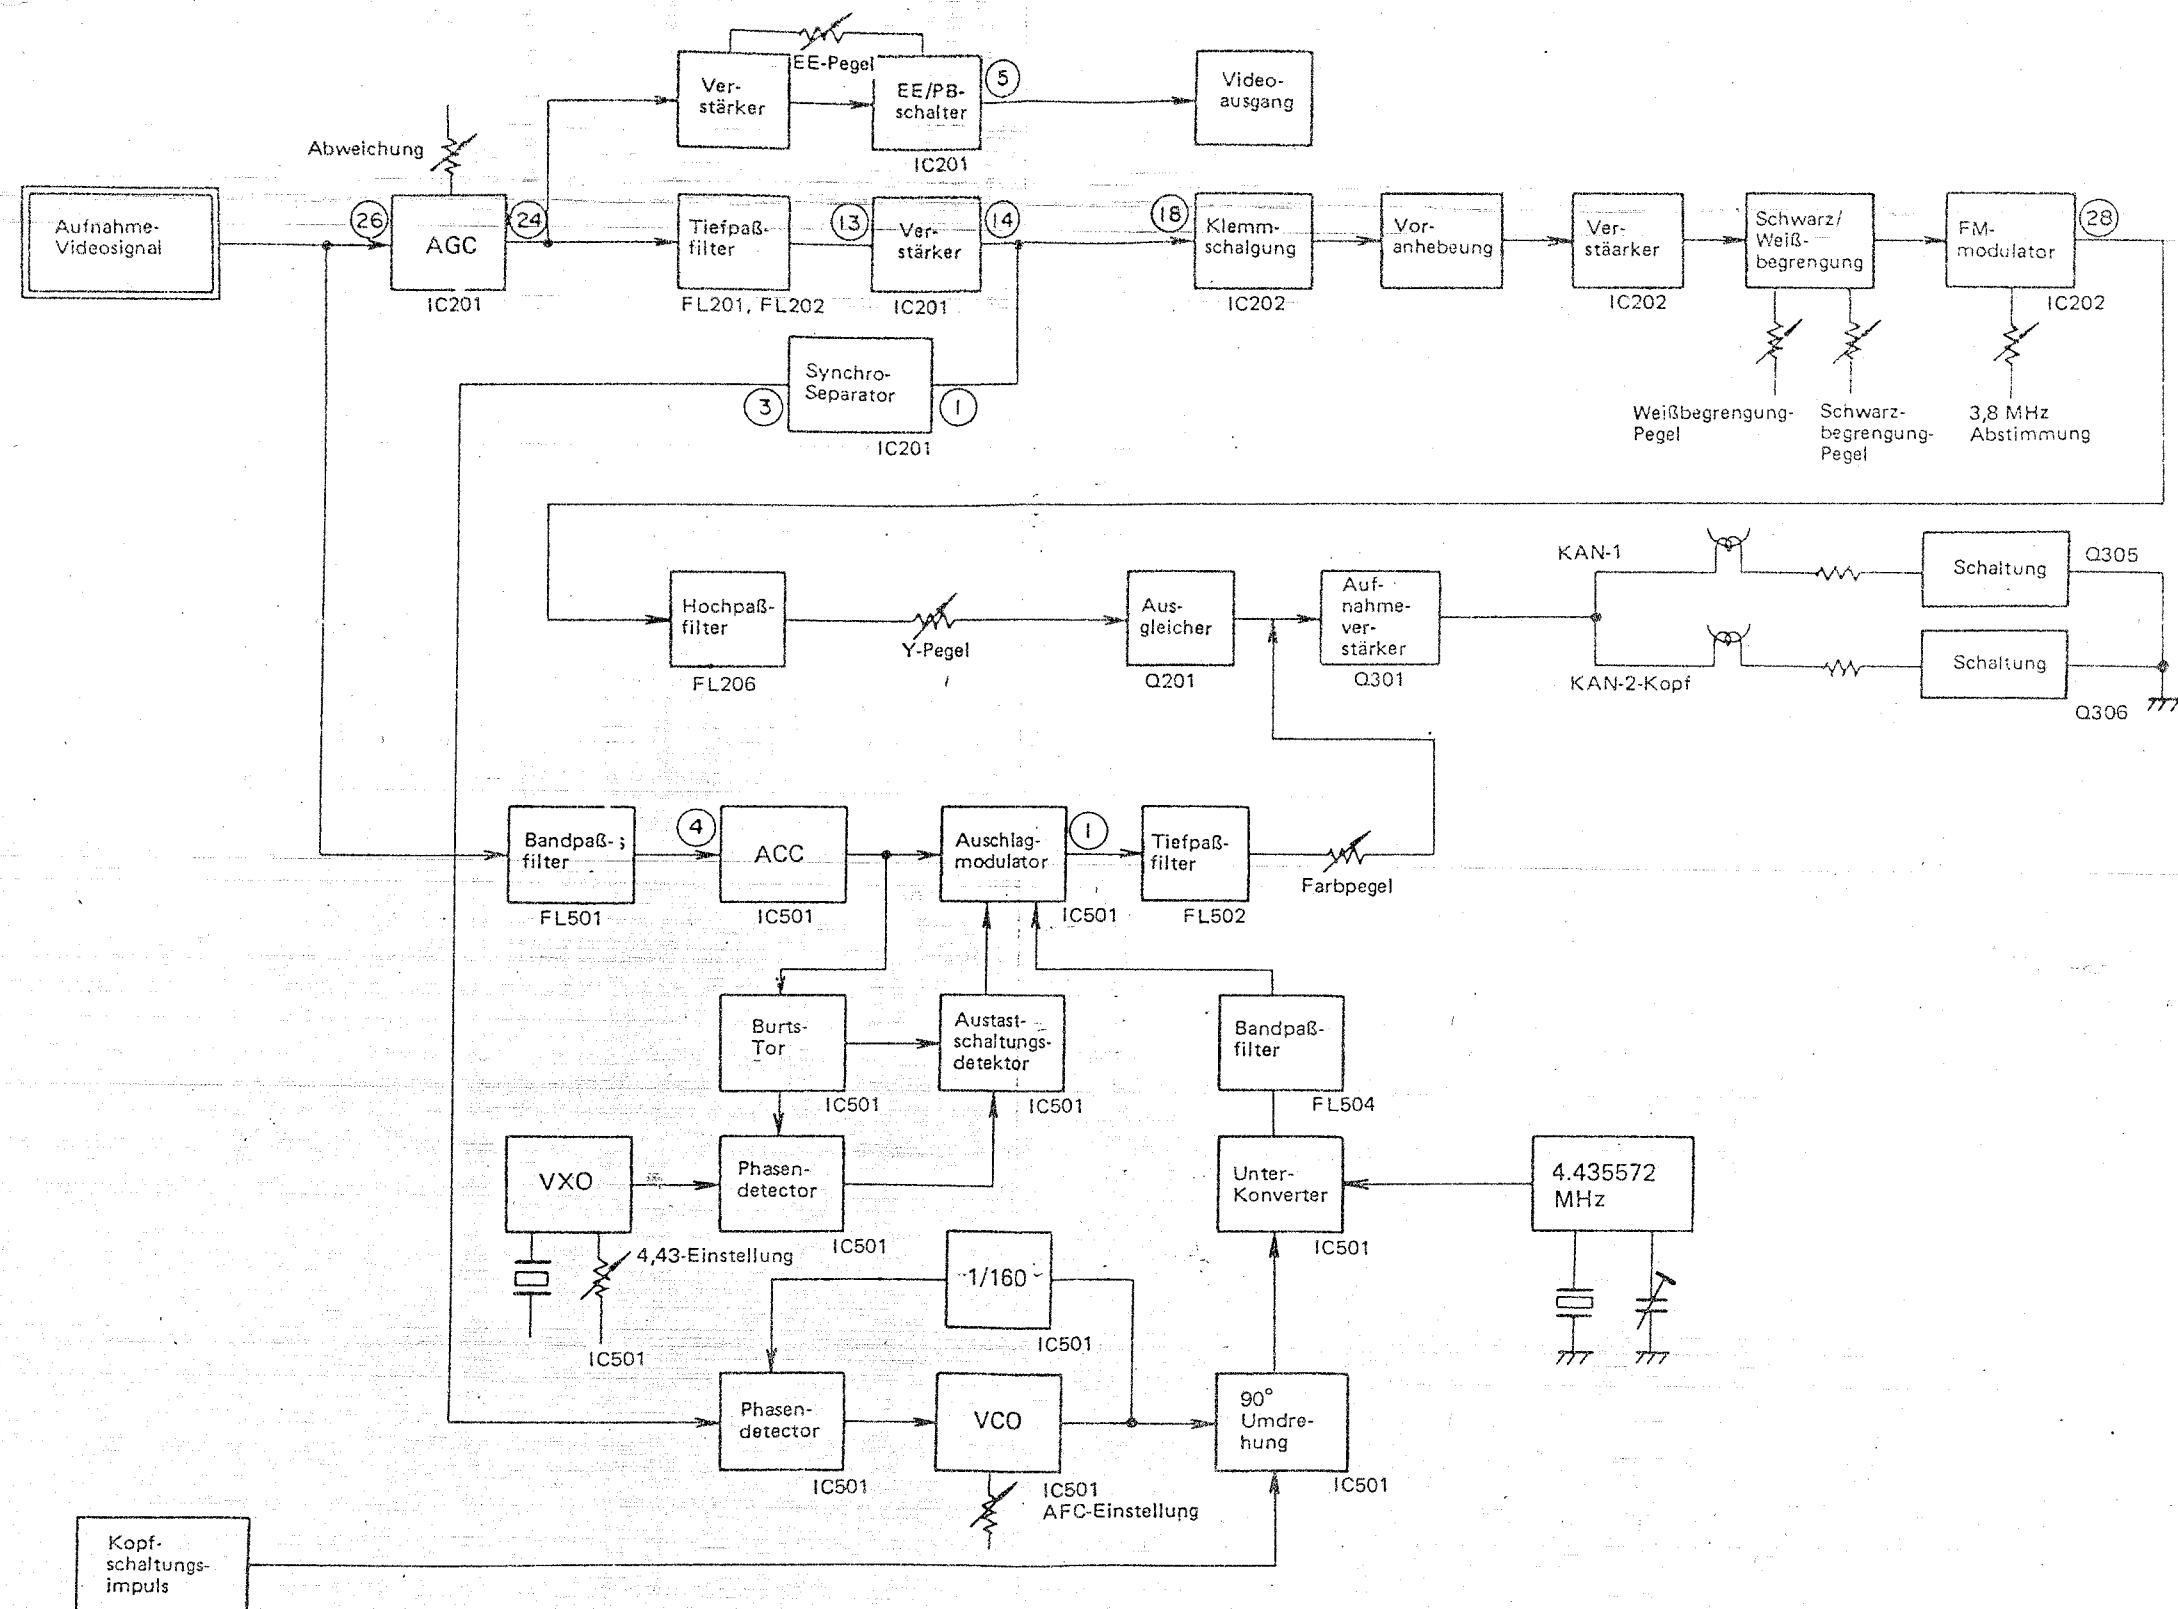 EE-Pegel
Ver-
stärker
EE/PB-
schalter
5
IC201
Video-
ausgang
Abweichung
Aufnahme-
Videosignal
26
AGC
24
IC201
Tiefpaß-
filter
FL201, FL202
13
Ver-
stärker
14
IC201
18
Klemm-
schalgung
IC202
Vor-
anhebeung
Ver-
stäarker
IC202
Schwarz/
Weiß-
begrengung
FM-
modulator
28
IC202
Weißbegrengung-
Pegel
Schwarz-
begrengung-
Pegel
3,8 MHz
Abstimmung
Synchro-
Separator
3
1
IC201
Hochpaß-
filter
FL206
Y-Pegel
Aus-
gleicher
Q201
Auf-
nahme-
ver-
stärker
Q301
KAN-1
Schaltung
Q305
KAN-2-Kopf
Schaltung
Q306
Bandpaß-
filter
FL501
4
ACC
IC501
Auschlag-
modulator
1
IC501
Tiefpaß-
filter
FL502
Farbpegel
Burts-
Tor
IC501
Austast-
schaltungs-
detektor
IC501
Bandpaß-
filter
FL504
VXO
4,43-Einstellung
IC501
Phasen-
detector
IC501
Unter-
Konverter
IC501
4.435572
MHz
1/160
IC501
Phasen-
detector
IC501
VCO
IC501
AFC-Einstellung
90°
Umdre-
hung
IC501
Kopf-
schaltungs-
impuls